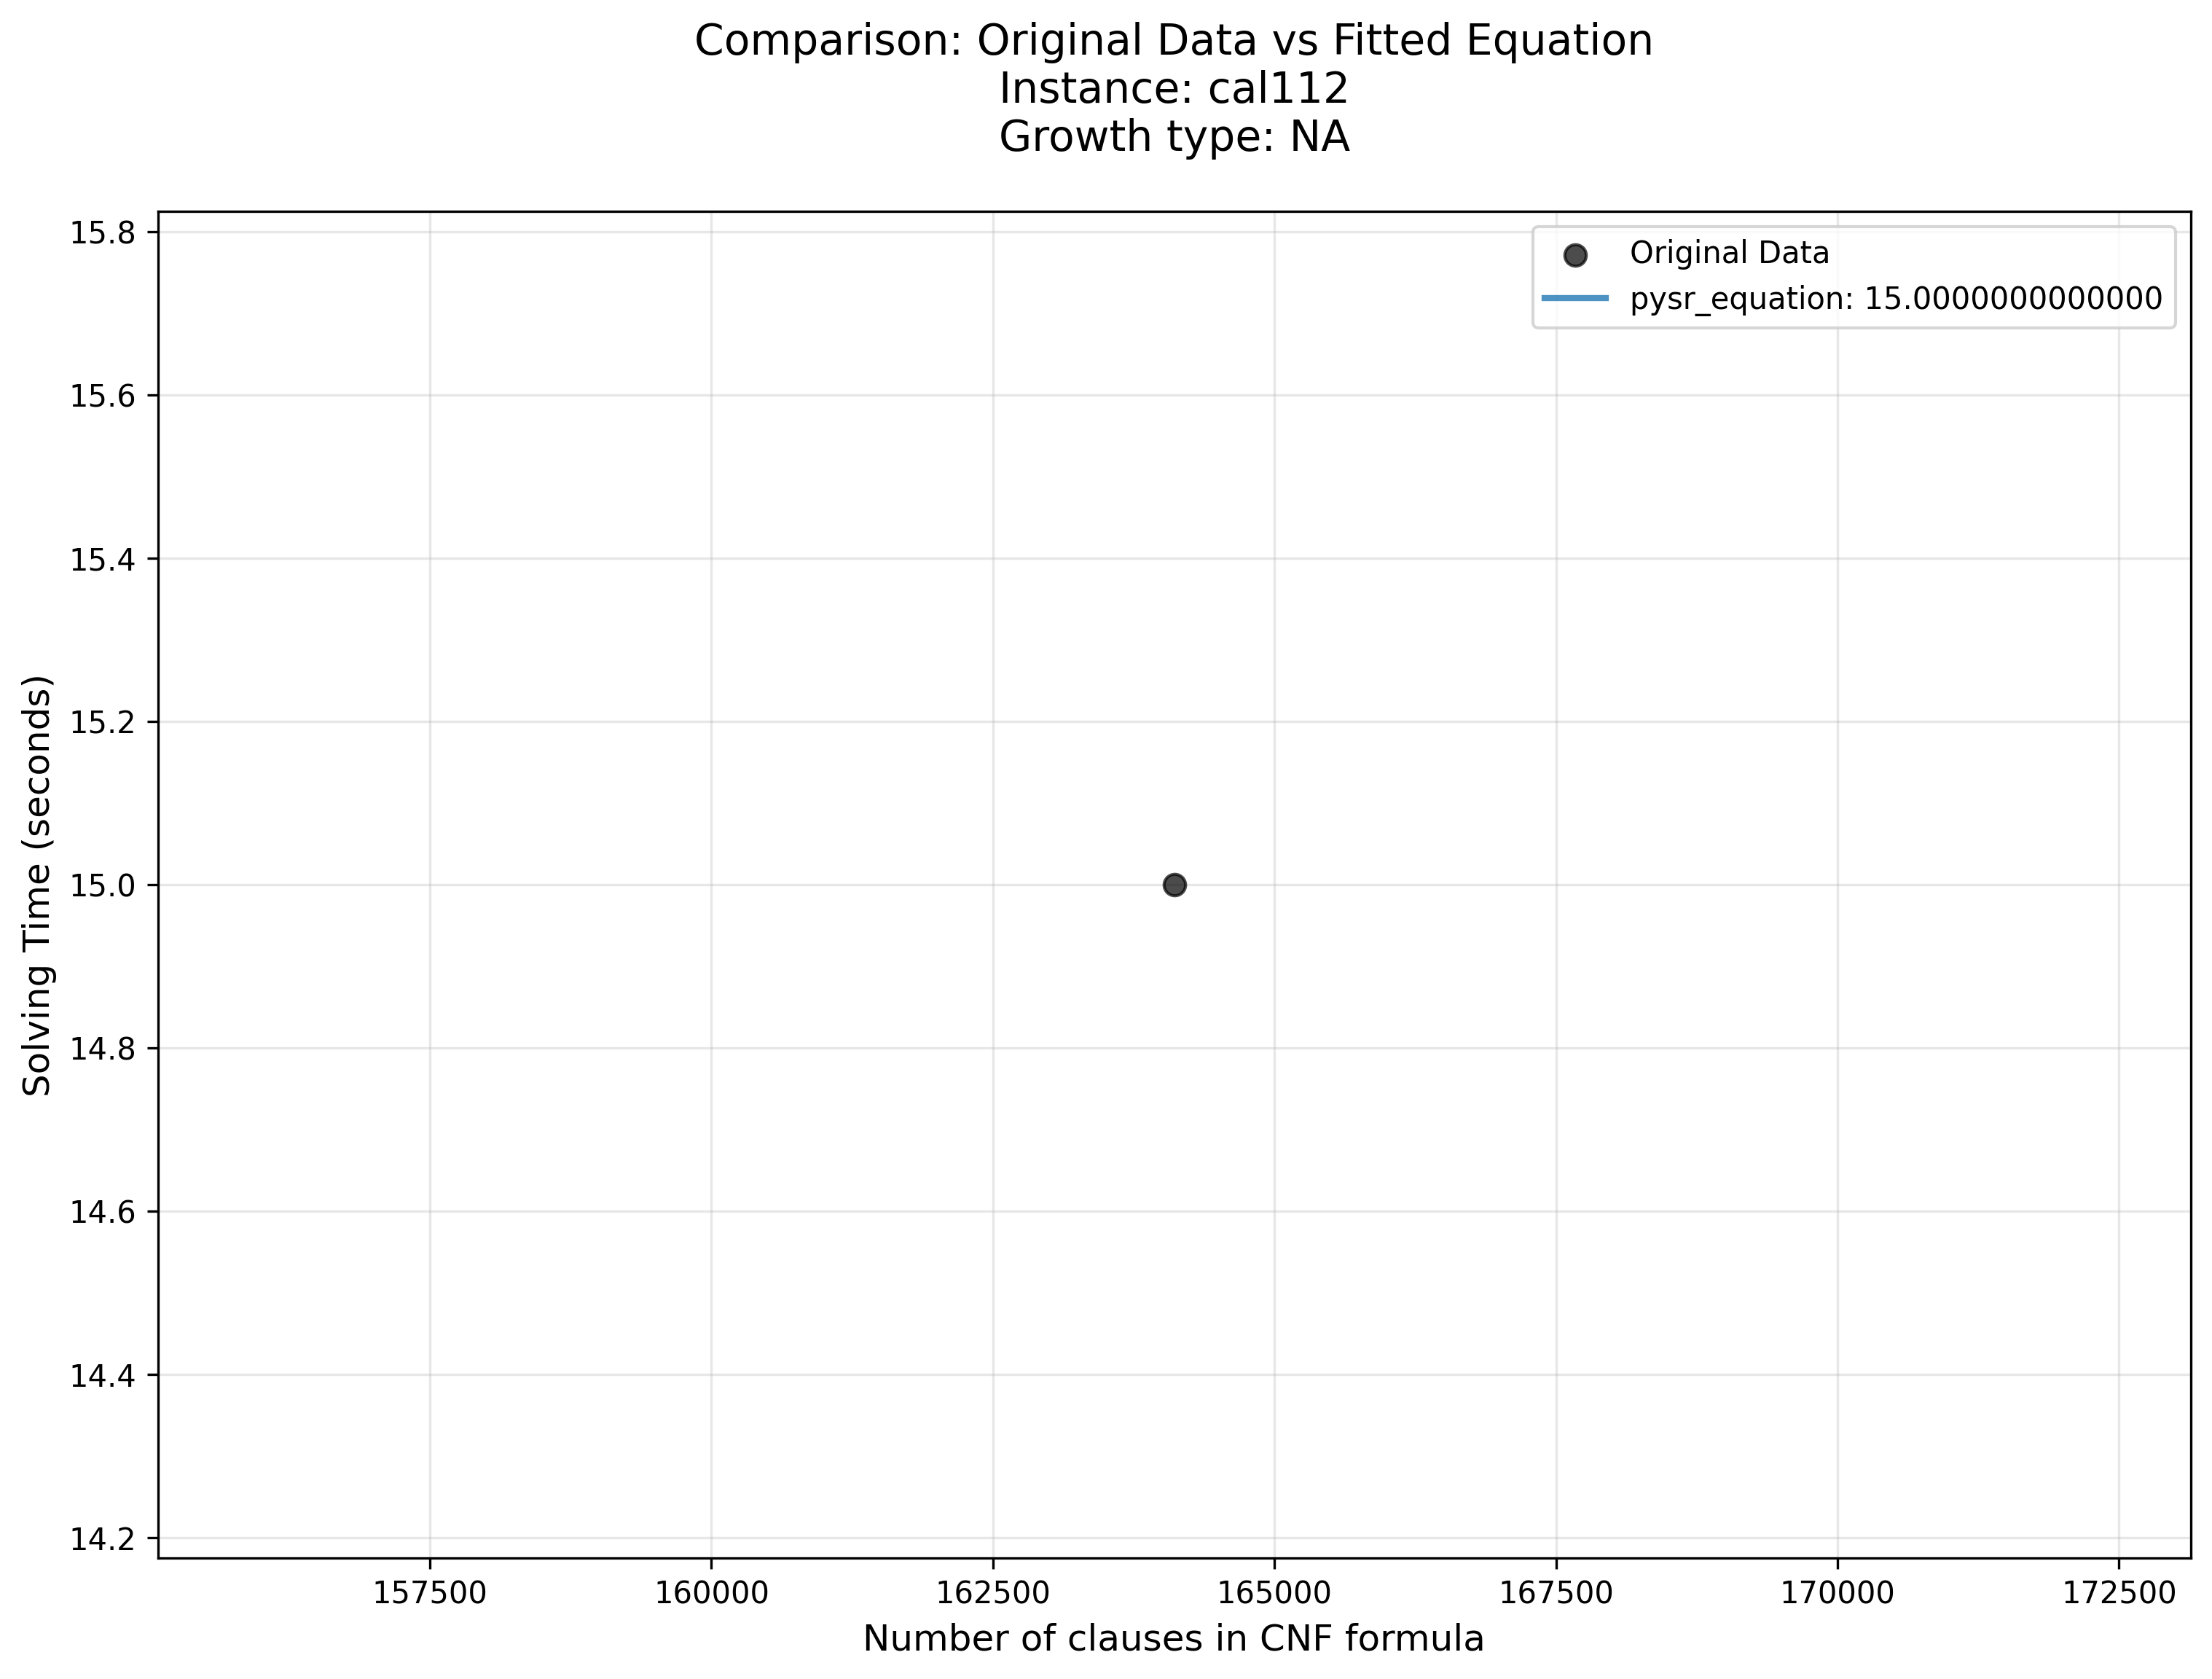 Comparison: Original Data vs Fitted Equation
Instance: cal112
Growth type: NA
Original Data
pysr_equation: 15.0000000000000
15.8
15.6
15.4
15.2
15.0
14.8
14.6
14.4
14.2
Solving Time (seconds)
157500
160000
162500
165000
167500
170000
172500
Number of clauses in CNF formula